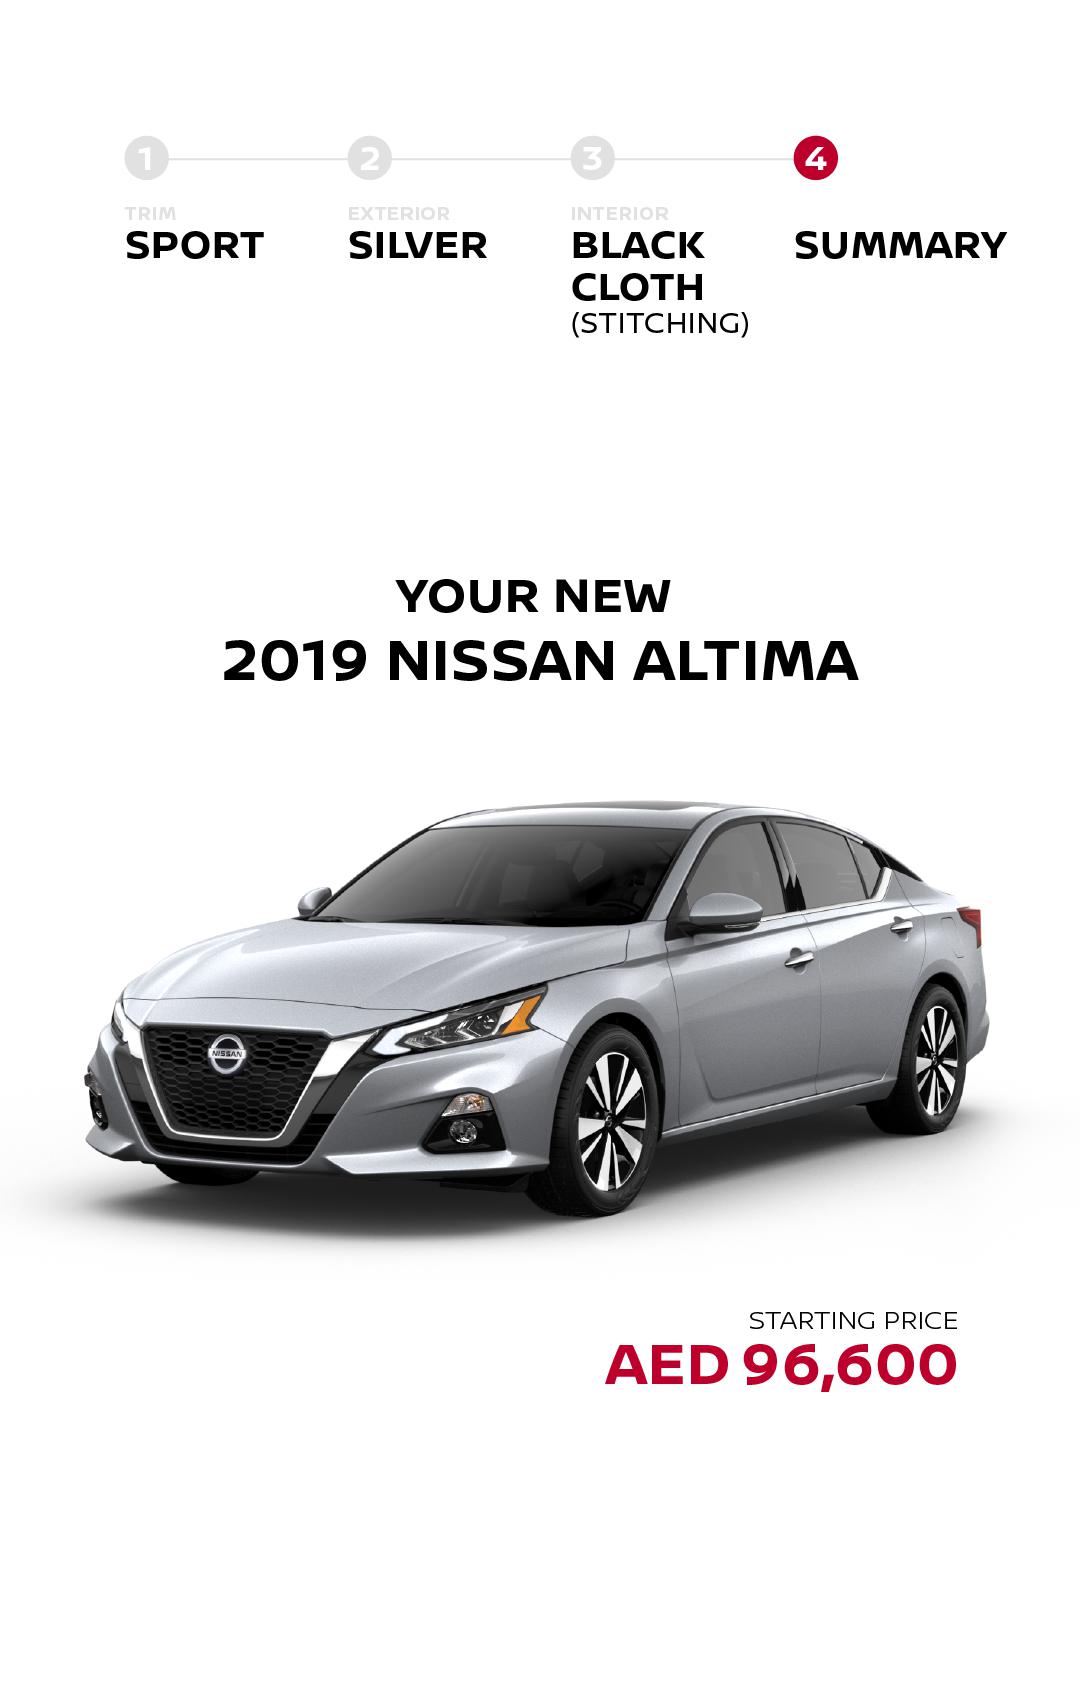 1
2
3
4
TRIM
SPORT
EXTERIOR
SILVER
INTERIOR
BLACK
CLOTH
(STITCHING)
SUMMARY
YOUR NEW
2019 NISSAN ALTIMA
NISSAN
STARTING PRICE
AED 96,600